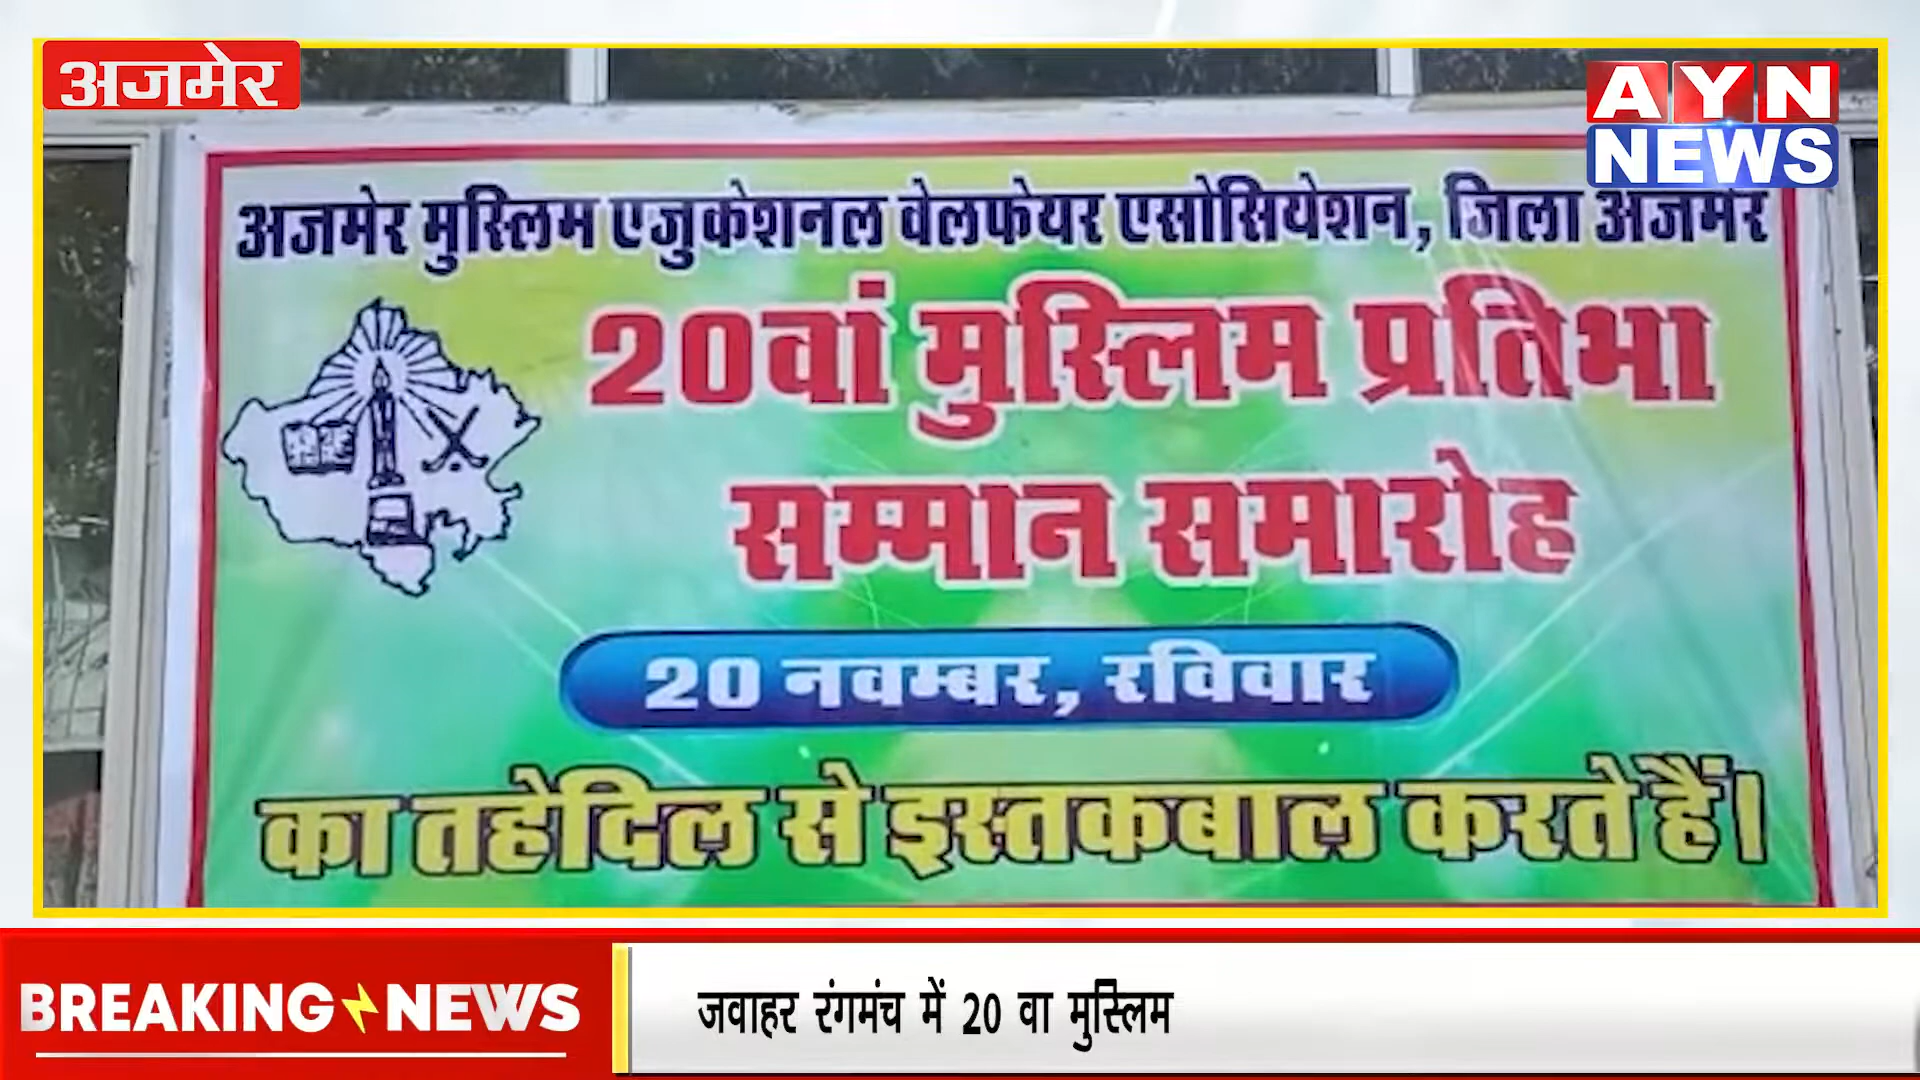 अजमेर
AYN
NEWS
अजमेर मुस्लिम एजुकेशनल वेलफेयर एसोसियेशन, जिला अजमेर
20वां मुस्लिम प्रतिभा
सम्मान समारोह
20 नवम्बर, रविवार
का तहेदिल से इस्तकबाल करते हैं।
BREAKING NEWS
जवाहर रंगमंच में 20 वा मुस्लिम